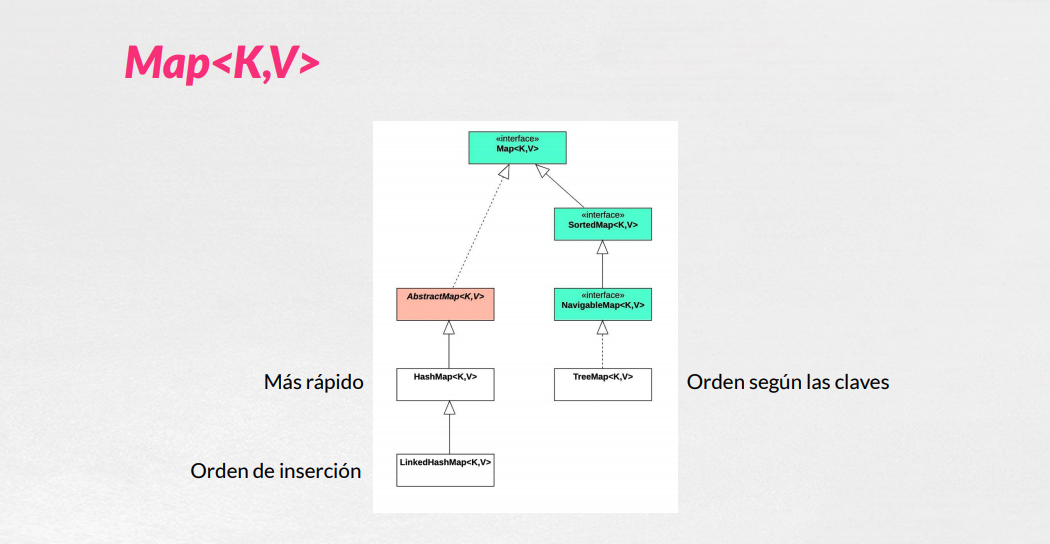 Map<K,V>
«interface»
Map<K,V>
«interface»
SortedMap<K,V>
AbstractMap<K,V>
«interface»
NavigableMap<K,V>
Más rápido
HashMap<K,V>
TreeMap<K,V>
Orden según las claves
Orden de inserción
LinkedHashMap<K,V>